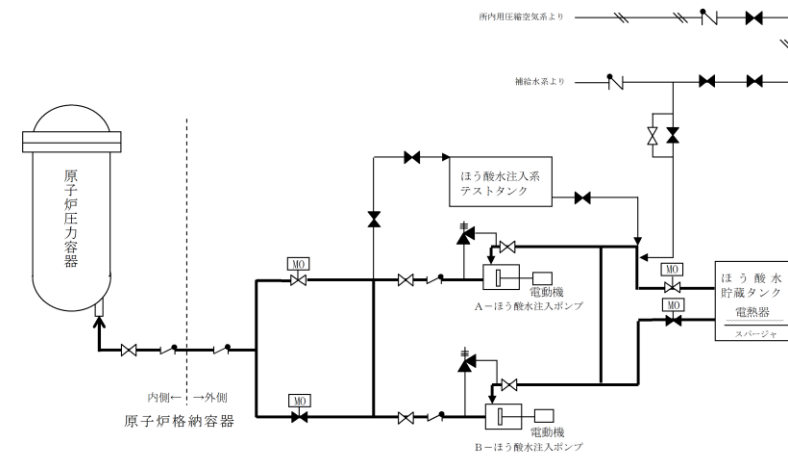 所内用圧縮空気系より
補給水系より
原子炉圧力容器
ほう酸水注入系
テストタンク
MO
電動機
A－ほう酸水注入ポンプ
MO
ほう酸水
貯蔵タンク
電熱器
スパージャ
MO
内側←
→外側
原子炉格納容器
MO
電動機
B－ほう酸水注入ポンプ